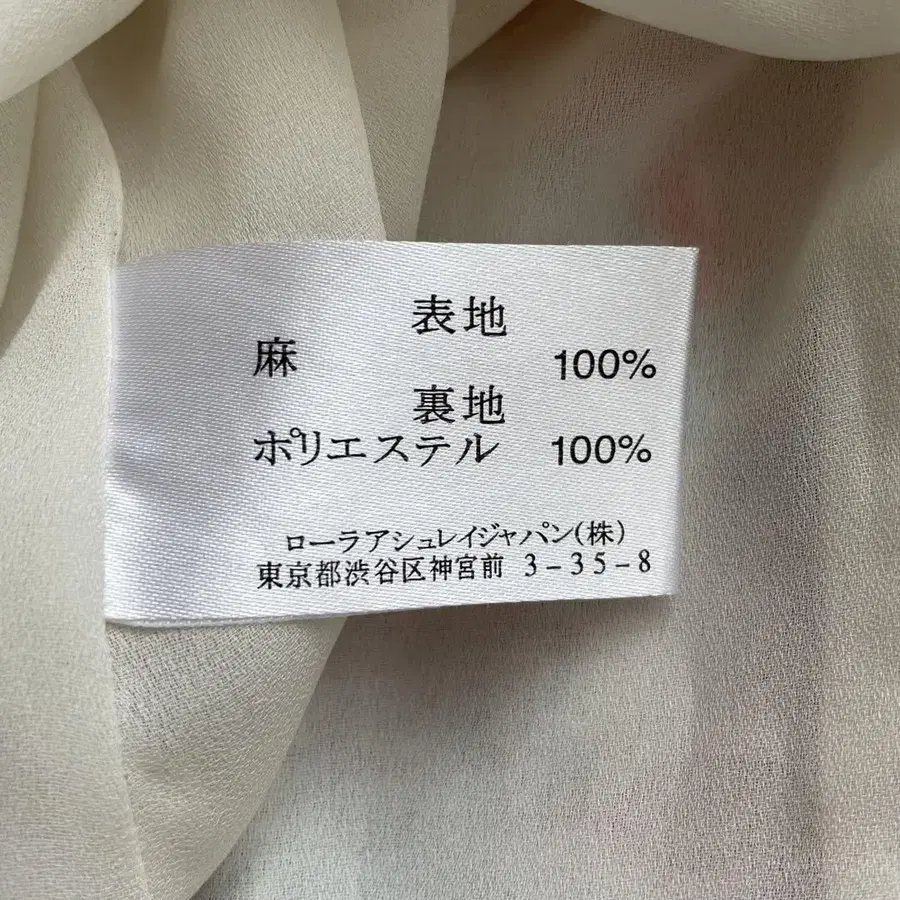 表地
麻 100%
裏地
ポリエステル 100%
ローラアシュレイジャパン(株)
東京都渋谷区神宮前 3-35-8